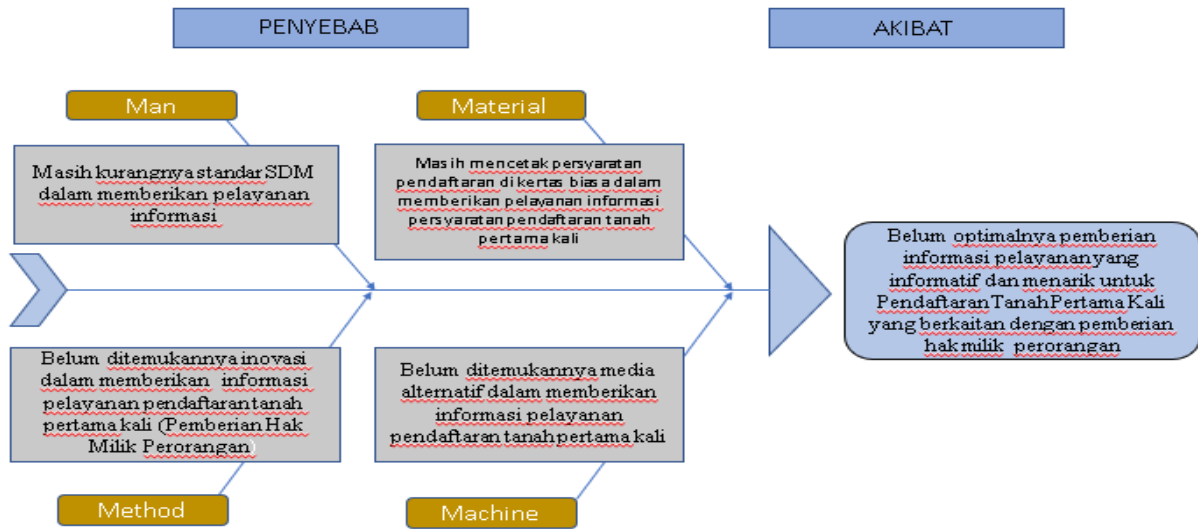 PENYEBAB
AKIBAT
Man
Material
Masih kurangnya standar SDM
dalam memberikan pelayanan
informasi
Masih mencetak persyaratan
pendaftaran di kertas biasa dalam
memberikan pelayanan informasi
persyaratan pendaftaran tanah
pertama kali
Belum optimalnya pemberian
informasi pelayanan yang
informatif dan menarik untuk
Pendaftaran Tanah Pertama Kali
yang berkaitan dengan pemberian
hak milik perorangan
Belum ditemukannya inovasi
dalam memberikan informasi
pelayanan pendaftaran tanah
pertama kali (Pemberian Hak
Milik Perorangan)
Belum ditemukannya media
alternatif dalam memberikan
informasi pelayanan
pendaftaran tanah pertama kali
Method
Machine